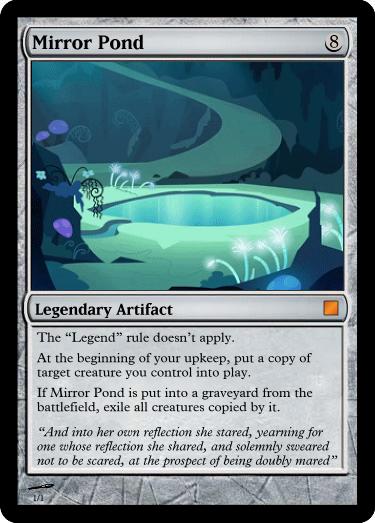 Mirror Pond 8
Legendary Artifact
The “Legend” rule doesn't apply.
At the beginning of your upkeep, put a copy of
target creature you control into play.
If Mirror Pond is put into a graveyard from the
battlefield, exile all creatures copied by it.
“And into her own reflection she stared, yearning for
one whose reflection she shared, and solemnly sweared
not to be scared, at the prospect of being doubly mared”
1/1